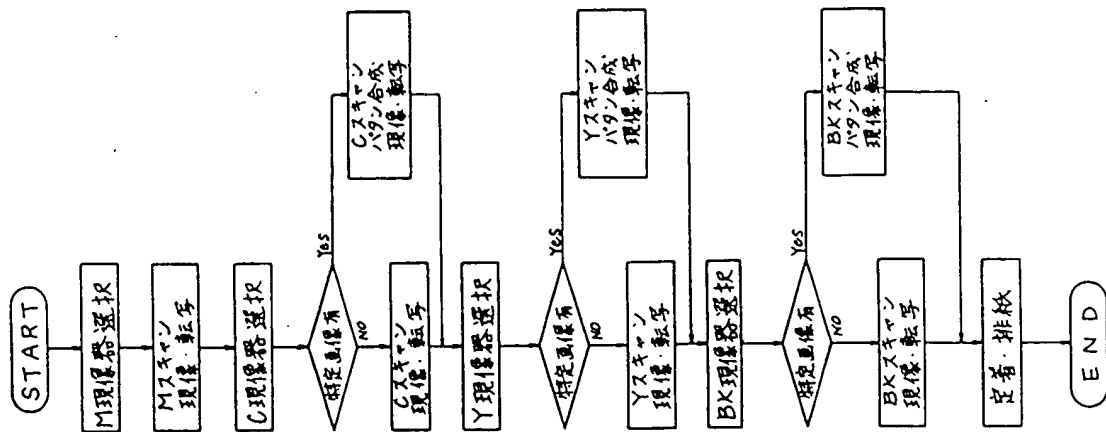 START
M現像器選択
Mスキャン
現像・転写
C現像器選択
特定画像有
Yes
NO
Cスキャン
パタン合成
現像・転写
Cスキャン
現像・転写
Y現像器選択
特定画像有
Yes
NO
Yスキャン
パタン合成
現像・転写
Yスキャン
現像・転写
BK現像器選択
特定画像有
Yes
NO
BKスキャン
パタン合成
現像・転写
BKスキャン
現像・転写
定着・排紙
END